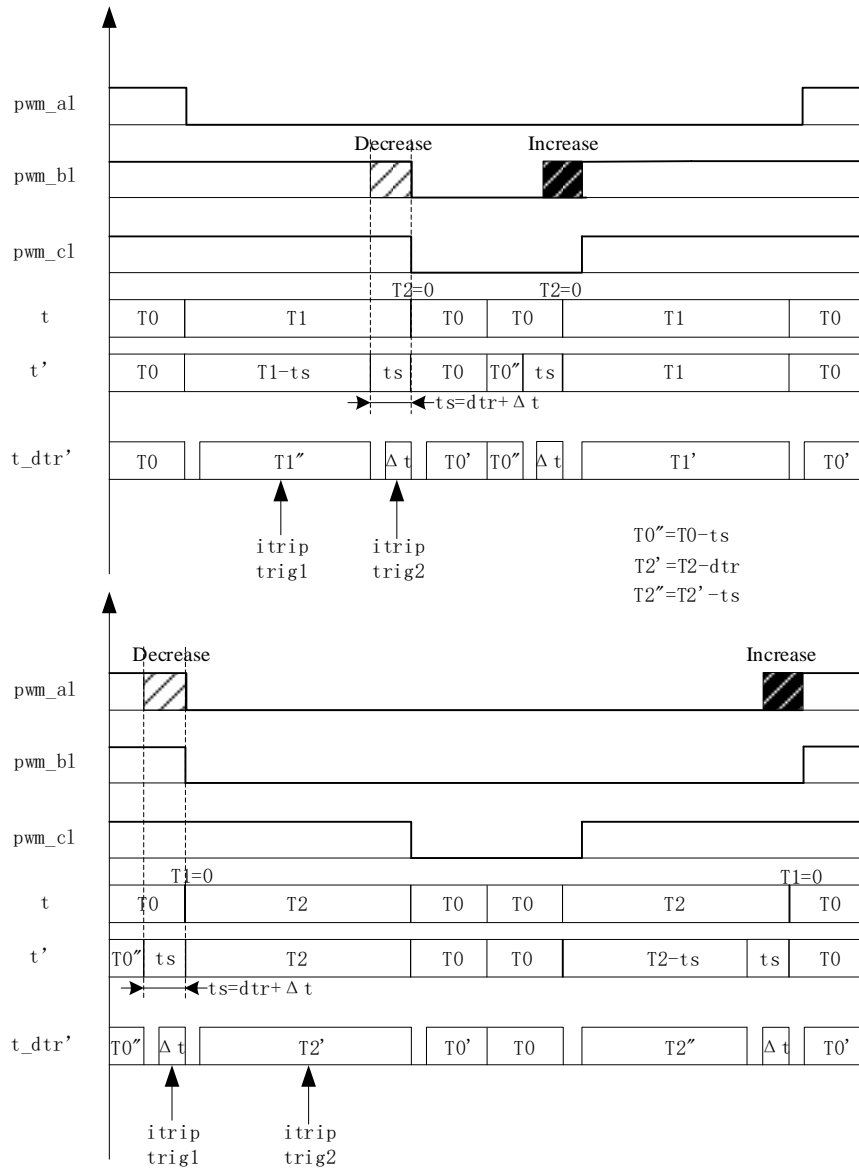 pwm_al
Decrease Increase
pwm_bl
pwm_cl
T2=0 T2=0
t T0 T1 T0 T0 T1 T0
t' T0 T1-ts ts T0 T0″ ts T1 T0
ts=dtr+Δt
t_dtr' T0 T1″ Δt T0' T0″ Δt T1' T0'
itrip itrip
trig1 trig2
T0″=T0-ts
T2'=T2-dtr
T2″=T2'-ts
Decrease Increase
pwm_al
pwm_bl
pwm_cl
T1=0 T1=0
t T0 T2 T0 T0 T2 T0
t' T0″ ts T2 T0 T0 T2-ts ts T0
ts=dtr+Δt
t_dtr' T0″ Δt T2' T0' T0 T2″ Δt T0'
itrip itrip
trig1 trig2